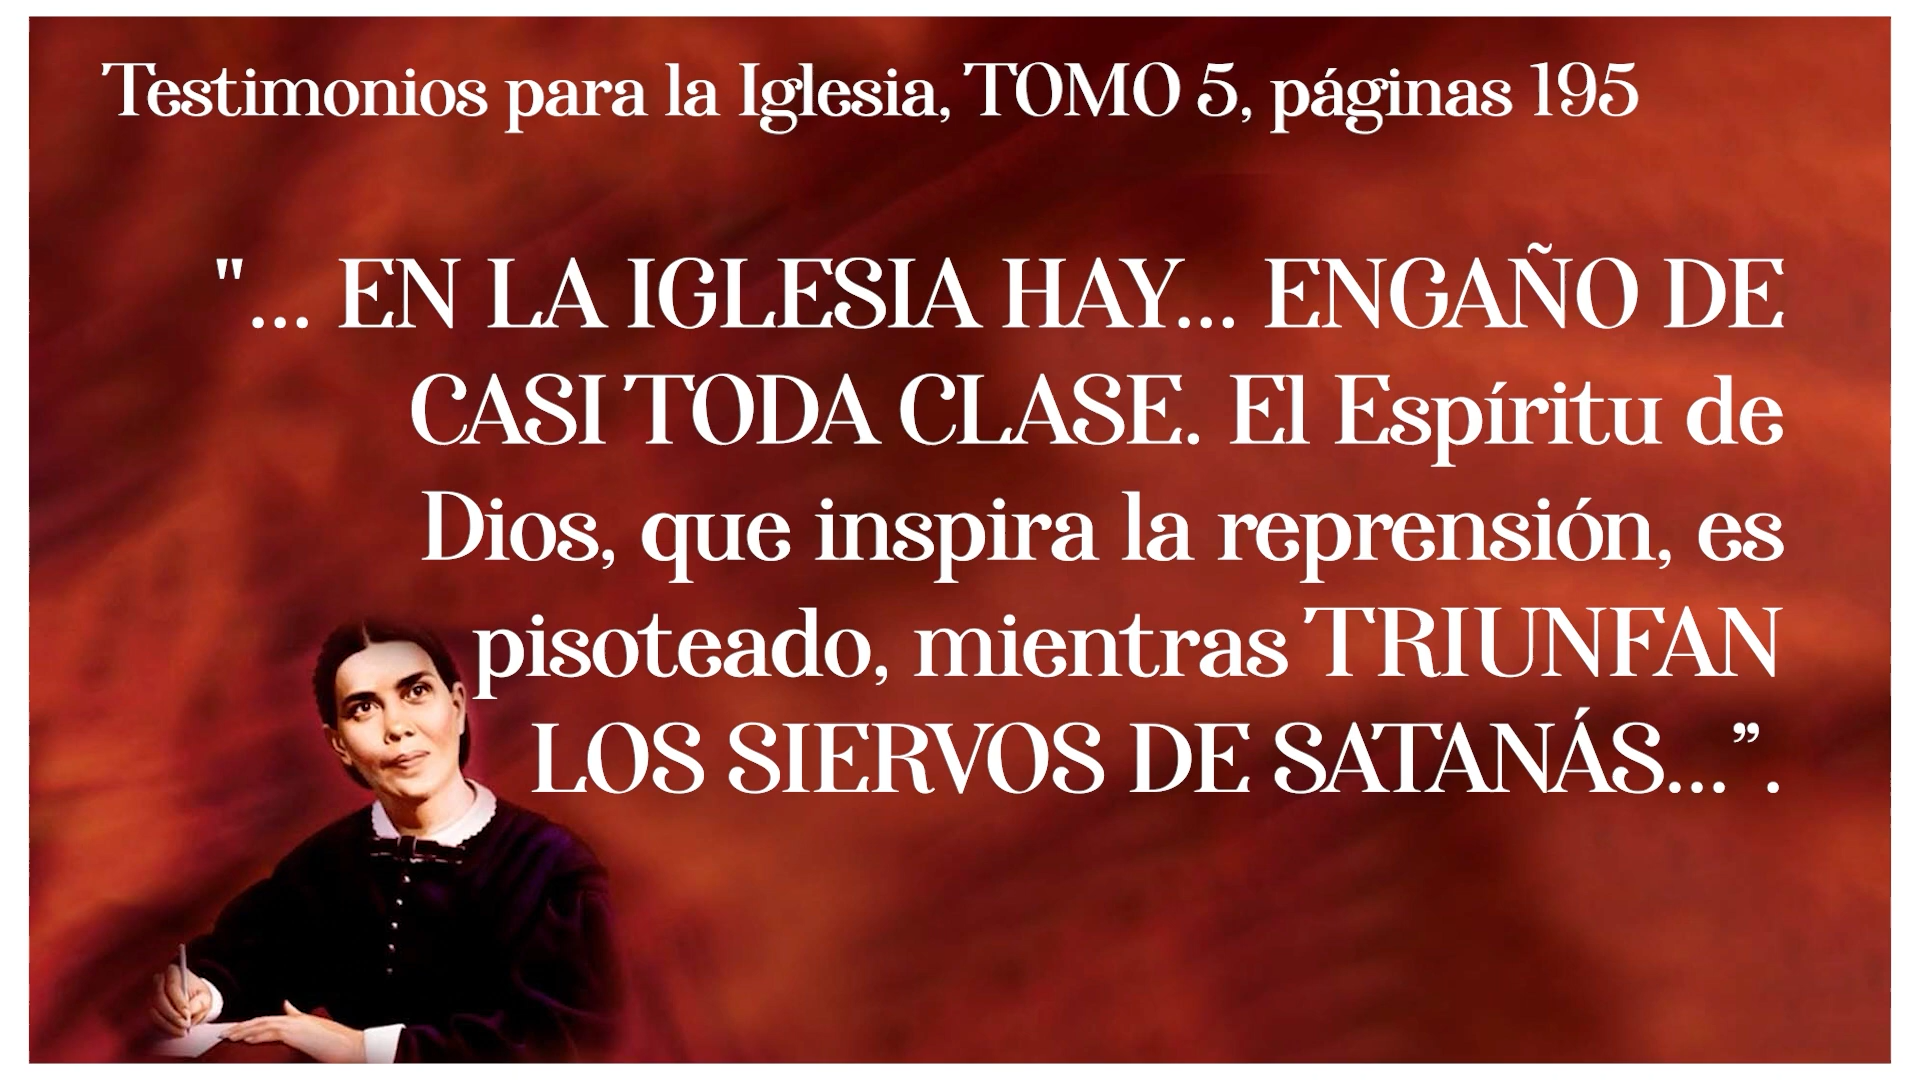 Testimonios para la Iglesia, TOMO 5, páginas 195
"... EN LA IGLESIA HAY... ENGAÑO DE
CASI TODA CLASE. El Espíritu de
Dios, que inspira la reprensión, es
pisoteado, mientras TRIUNFAN
LOS SIERVOS DE SATANÁS...”.